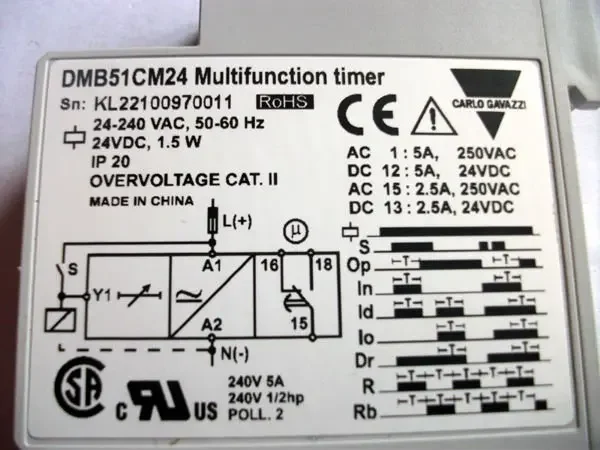 DMB51CM24 Multifunction timer
Sn: KL22100970011 RoHS
24-240 VAC, 50-60 Hz
24VDC, 1.5 W
IP 20
OVERVOLTAGE CAT. II
MADE IN CHINA
CE
CARLO GAVAZZI
AC 1 : 5A, 250VAC
DC 12 : 5A, 24VDC
AC 15 : 2.5A, 250VAC
DC 13 : 2.5A, 24VDC
L(+)
µ
S
A1
16
18
Y1
A2
15
N(-)
S
Op T T
In T T
Id T T T
Io T T
Dr T T
R T T T T T
Rb T T T T T
SA
c RU US
240V 5A
240V 1/2hp
POLL. 2